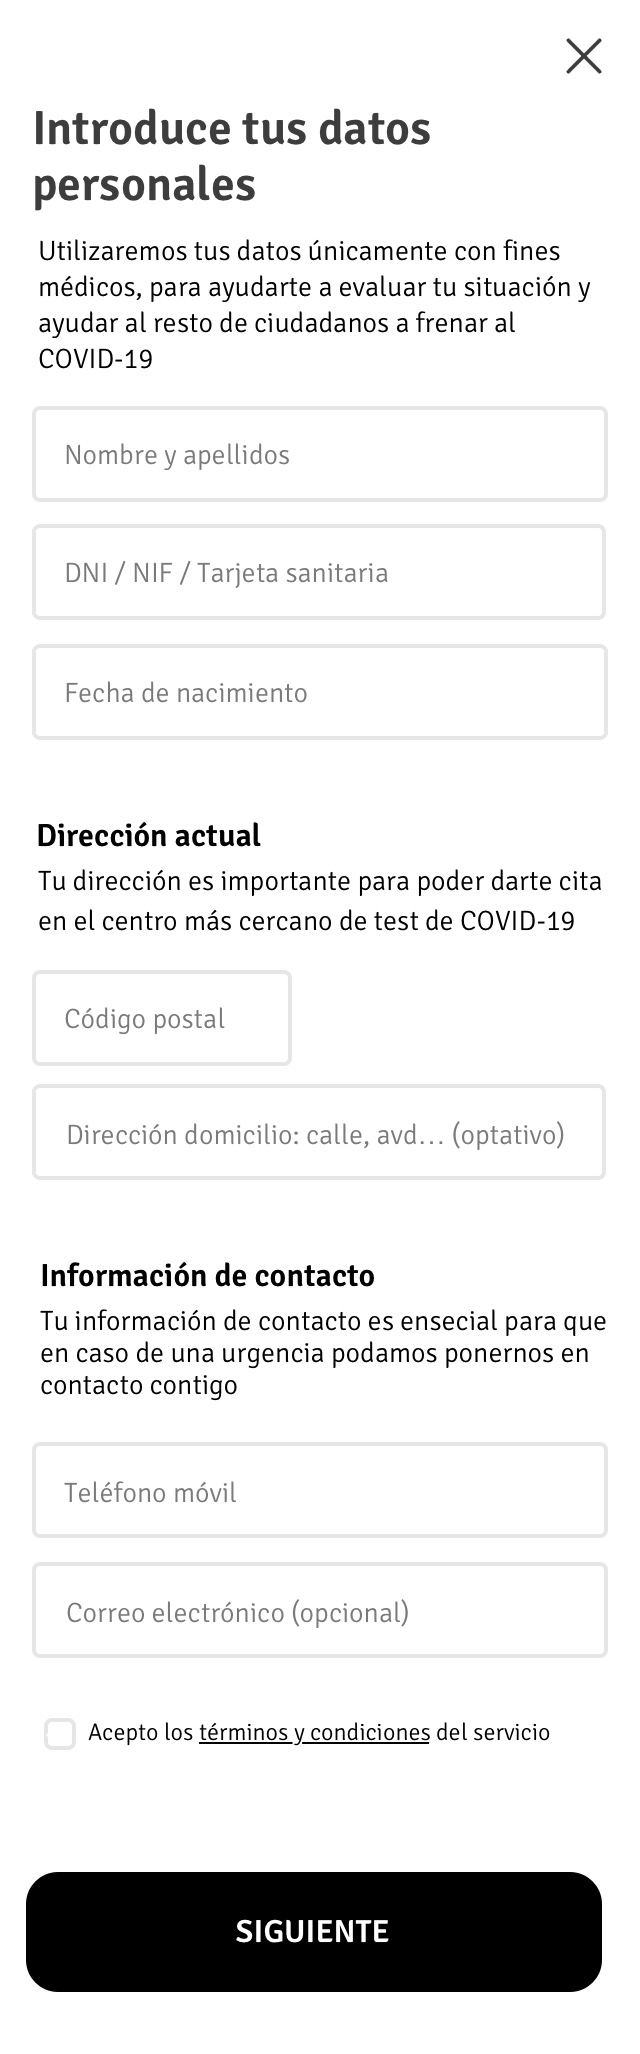 Introduce tus datos
personales
Utilizaremos tus datos únicamente con fines
médicos, para ayudarte a evaluar tu situación y
ayudar al resto de ciudadanos a frenar al
COVID-19
Nombre y apellidos
DNI / NIF / Tarjeta sanitaria
Fecha de nacimiento
Dirección actual
Tu dirección es importante para poder darte cita
en el centro más cercano de test de COVID-19
Código postal
Dirección domicilio: calle, avd... (optativo)
Información de contacto
Tu información de contacto es ensecial para que
en caso de una urgencia podamos ponernos en
contacto contigo
Teléfono móvil
Correo electrónico (opcional)
Acepto los términos y condiciones del servicio
SIGUIENTE